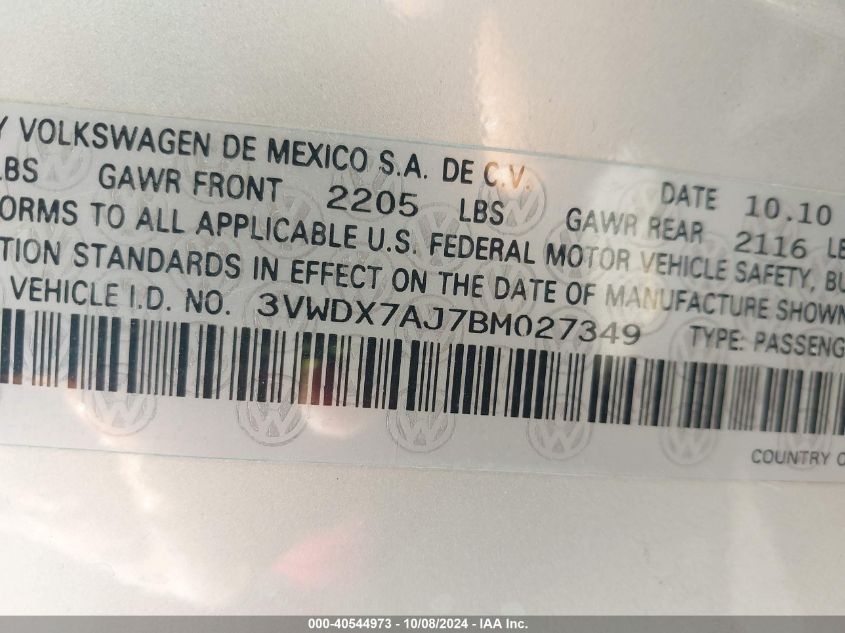 Y VOLKSWAGEN DE MEXICO S.A. DE C.V. DATE 10.10
LBS GAWR FRONT 2205 LBS GAWR REAR 2116 LB
ORMS TO ALL APPLICABLE U.S. FEDERAL MOTOR VEHICLE SAFETY, BU
TION STANDARDS IN EFFECT ON THE DATE OF MANUFACTURE SHOWN
VEHICLE I.D. NO. 3VWDX7AJ7BM027349 TYPE: PASSENG
COUNTRY O
000-40544973 - 10/08/2024 - IAA Inc.